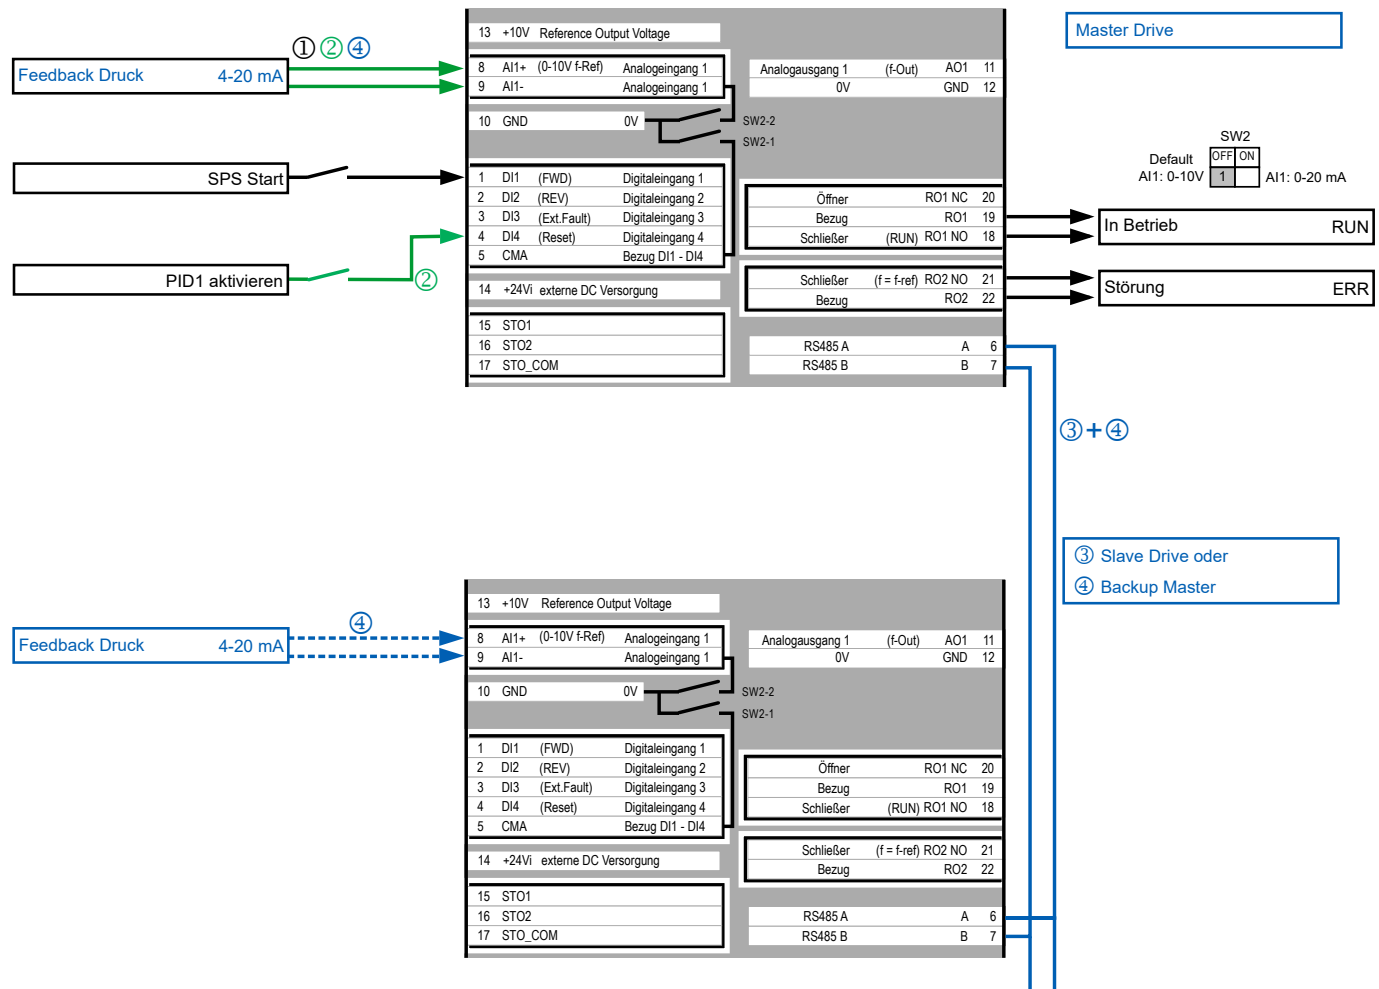 13 +10V Reference Output Voltage
Master Drive
① ② ④
Feedback Druck 4-20 mA
8 AI1+ (0-10V f-Ref) Analogeingang 1
9 AI1- Analogeingang 1
Analogausgang 1 (f-Out) AO1 11
0V GND 12
10 GND 0V
SW2-2
SW2-1
SW2
Default OFF ON
AI1: 0-10V 1 AI1: 0-20 mA
SPS Start
1 DI1 (FWD) Digitaleingang 1
2 DI2 (REV) Digitaleingang 2
3 DI3 (Ext.Fault) Digitaleingang 3
4 DI4 (Reset) Digitaleingang 4
5 CMA Bezug DI1 - DI4
Öffner RO1 NC 20
Bezug RO1 19
Schließer (RUN) RO1 NO 18
In Betrieb RUN
PID1 aktivieren
②
14 +24Vi externe DC Versorgung
Schließer (f = f-ref) RO2 NO 21
Bezug RO2 22
Störung ERR
15 STO1
16 STO2
17 STO_COM
RS485 A A 6
RS485 B B 7
③+④
③ Slave Drive oder
④ Backup Master
13 +10V Reference Output Voltage
④
Feedback Druck 4-20 mA
8 AI1+ (0-10V f-Ref) Analogeingang 1
9 AI1- Analogeingang 1
Analogausgang 1 (f-Out) AO1 11
0V GND 12
10 GND 0V
SW2-2
SW2-1
1 DI1 (FWD) Digitaleingang 1
2 DI2 (REV) Digitaleingang 2
3 DI3 (Ext.Fault) Digitaleingang 3
4 DI4 (Reset) Digitaleingang 4
5 CMA Bezug DI1 - DI4
Öffner RO1 NC 20
Bezug RO1 19
Schließer (RUN) RO1 NO 18
14 +24Vi externe DC Versorgung
Schließer (f = f-ref) RO2 NO 21
Bezug RO2 22
15 STO1
16 STO2
17 STO_COM
RS485 A A 6
RS485 B B 7